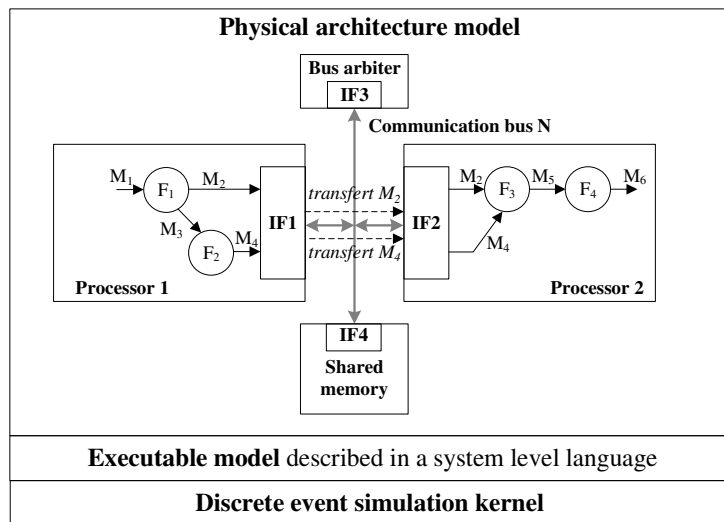 Physical architecture model
Bus arbiter
IF3
Communication bus N
M1
F1
M2
M3
F2
M4
IF1
Processor 1
transfert M2
transfert M4
IF2
M2
F3
M5
F4
M6
M4
Processor 2
IF4
Shared
memory
Executable model described in a system level language
Discrete event simulation kernel